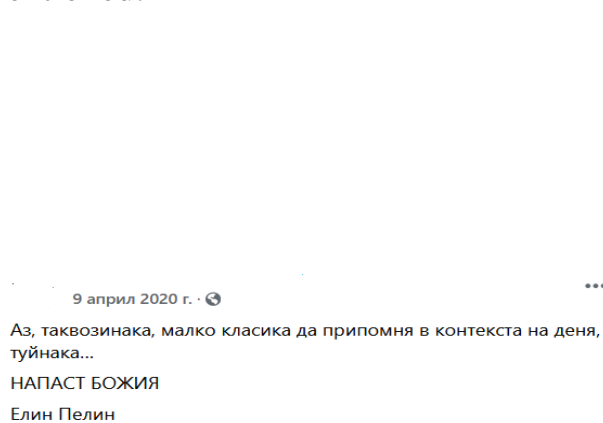 9 април 2020 г. ·
Аз, таквозинака, малко класика да припомня в контекста на деня,
туйнака...
НАПАСТ БОЖИЯ
Елин Пелин